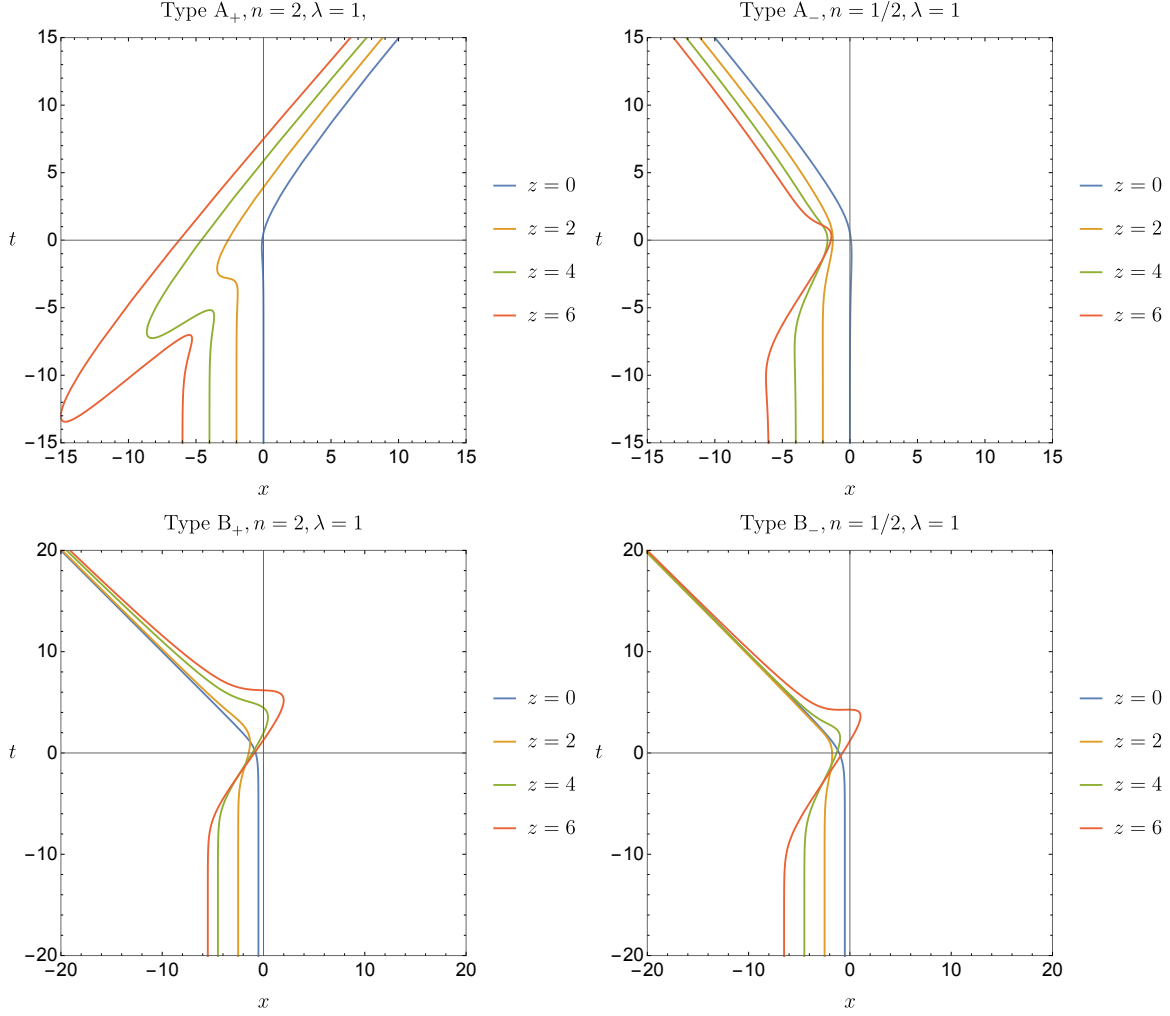 Type A₊, n = 2, λ = 1,
15
10
5
0
−5
−10
−15
t
−15 −10 −5 0 5 10 15
x
z = 0
z = 2
z = 4
z = 6
Type A₋, n = 1/2, λ = 1
15
10
5
0
−5
−10
−15
t
−15 −10 −5 0 5 10 15
x
z = 0
z = 2
z = 4
z = 6
Type B₊, n = 2, λ = 1
20
10
0
−10
−20
t
−20 −10 0 10 20
x
z = 0
z = 2
z = 4
z = 6
Type B₋, n = 1/2, λ = 1
20
10
0
−10
−20
t
−20 −10 0 10 20
x
z = 0
z = 2
z = 4
z = 6